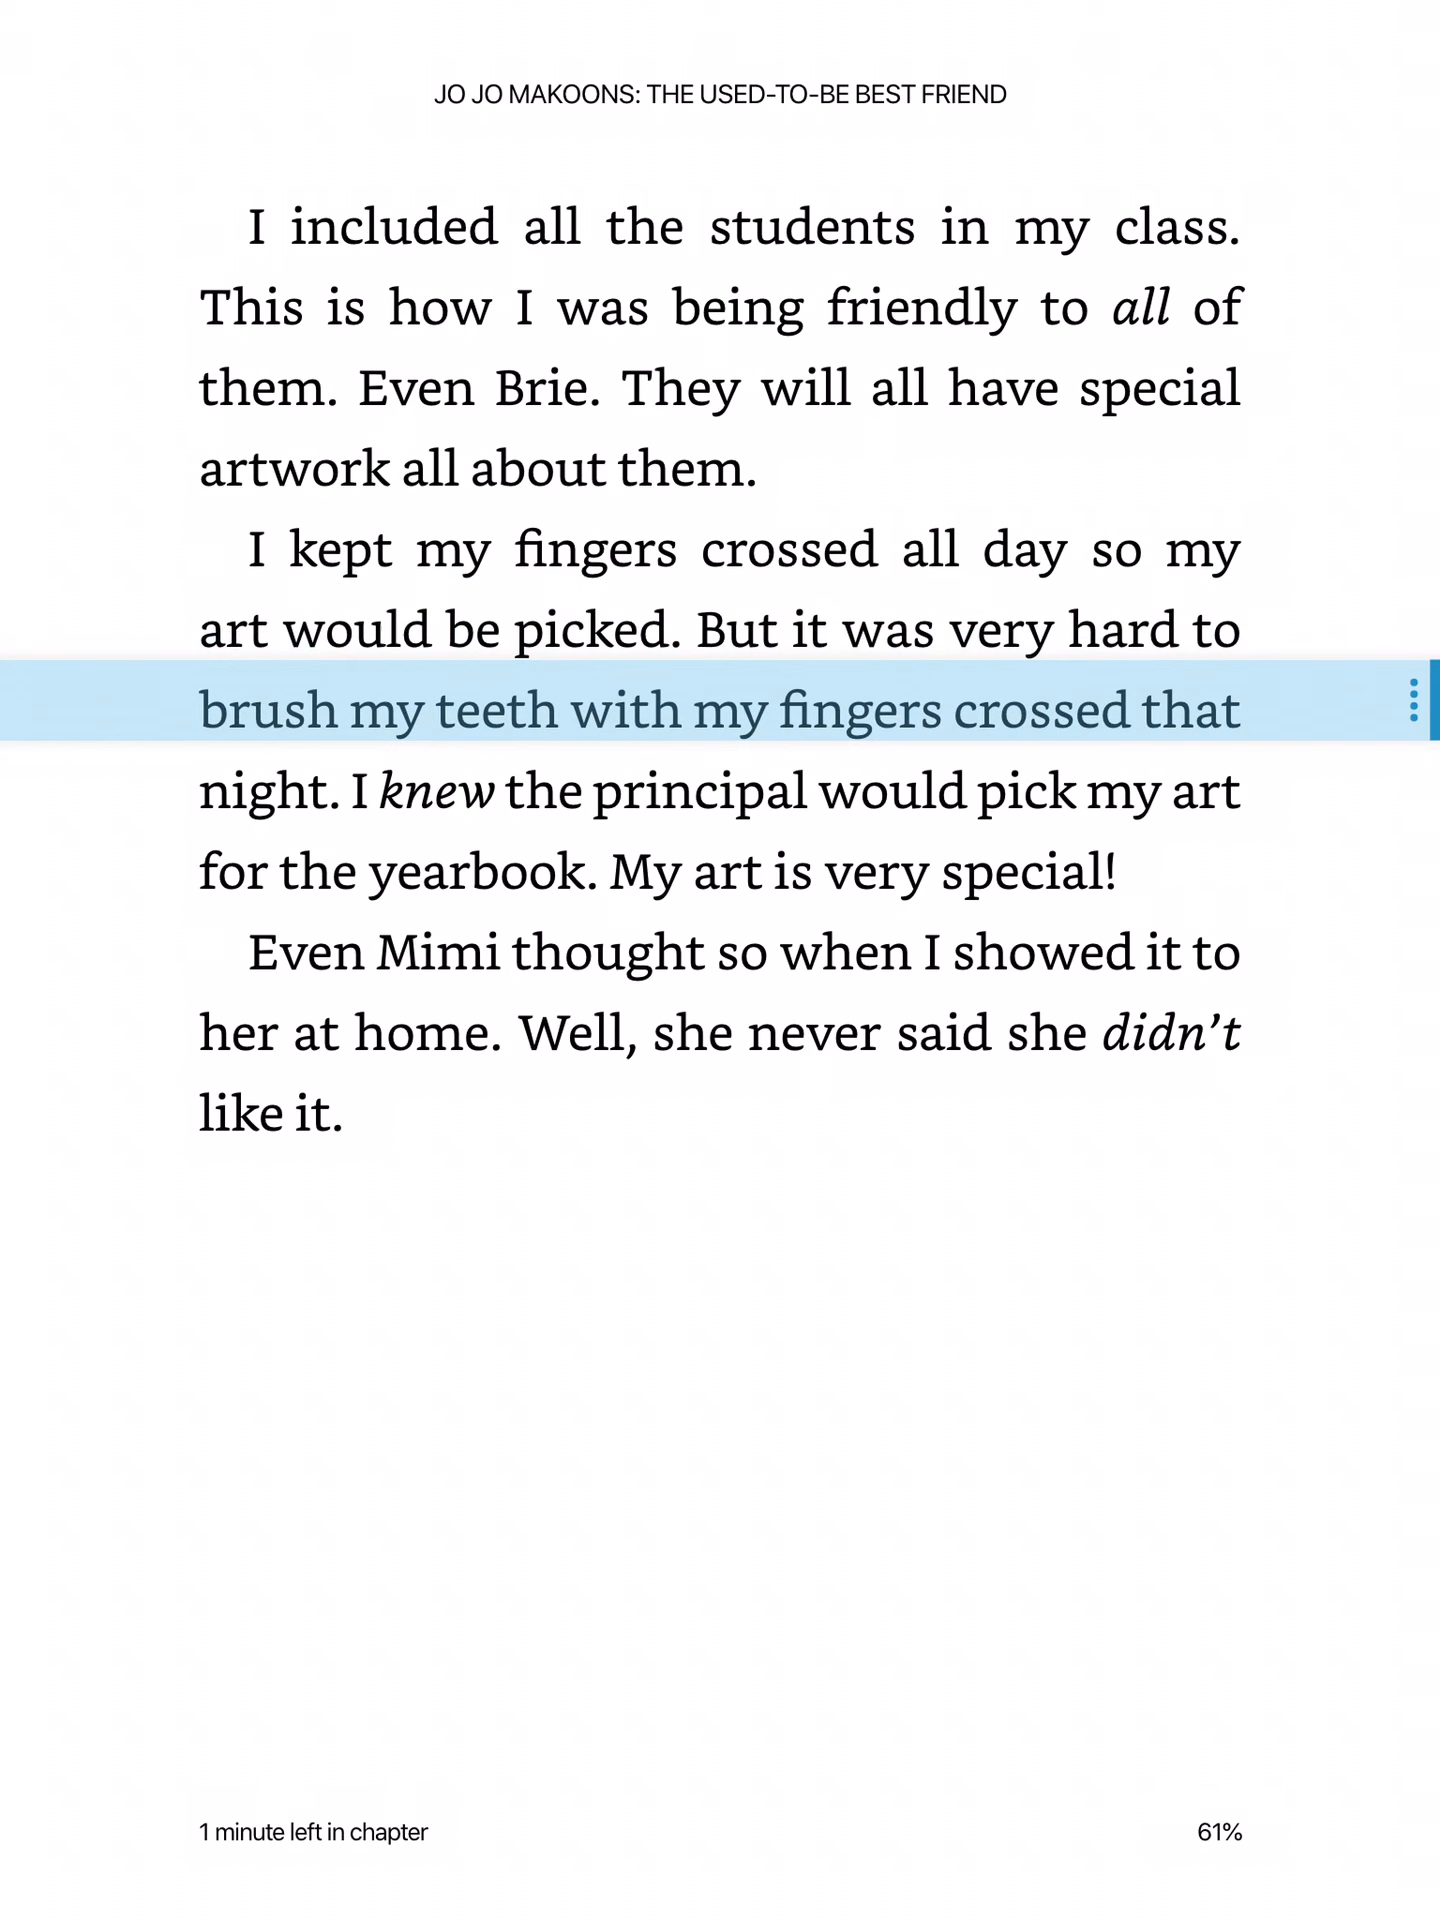 JO JO MAKOONS: THE USED-TO-BE BEST FRIEND
I included all the students in my class.
This is how I was being friendly to all of
them. Even Brie. They will all have special
artwork all about them.
I kept my fingers crossed all day so my
art would be picked. But it was very hard to
brush my teeth with my fingers crossed that
night. I knew the principal would pick my art
for the yearbook. My art is very special!
Even Mimi thought so when I showed it to
her at home. Well, she never said she didn’t
like it.
1 minute left in chapter
61%